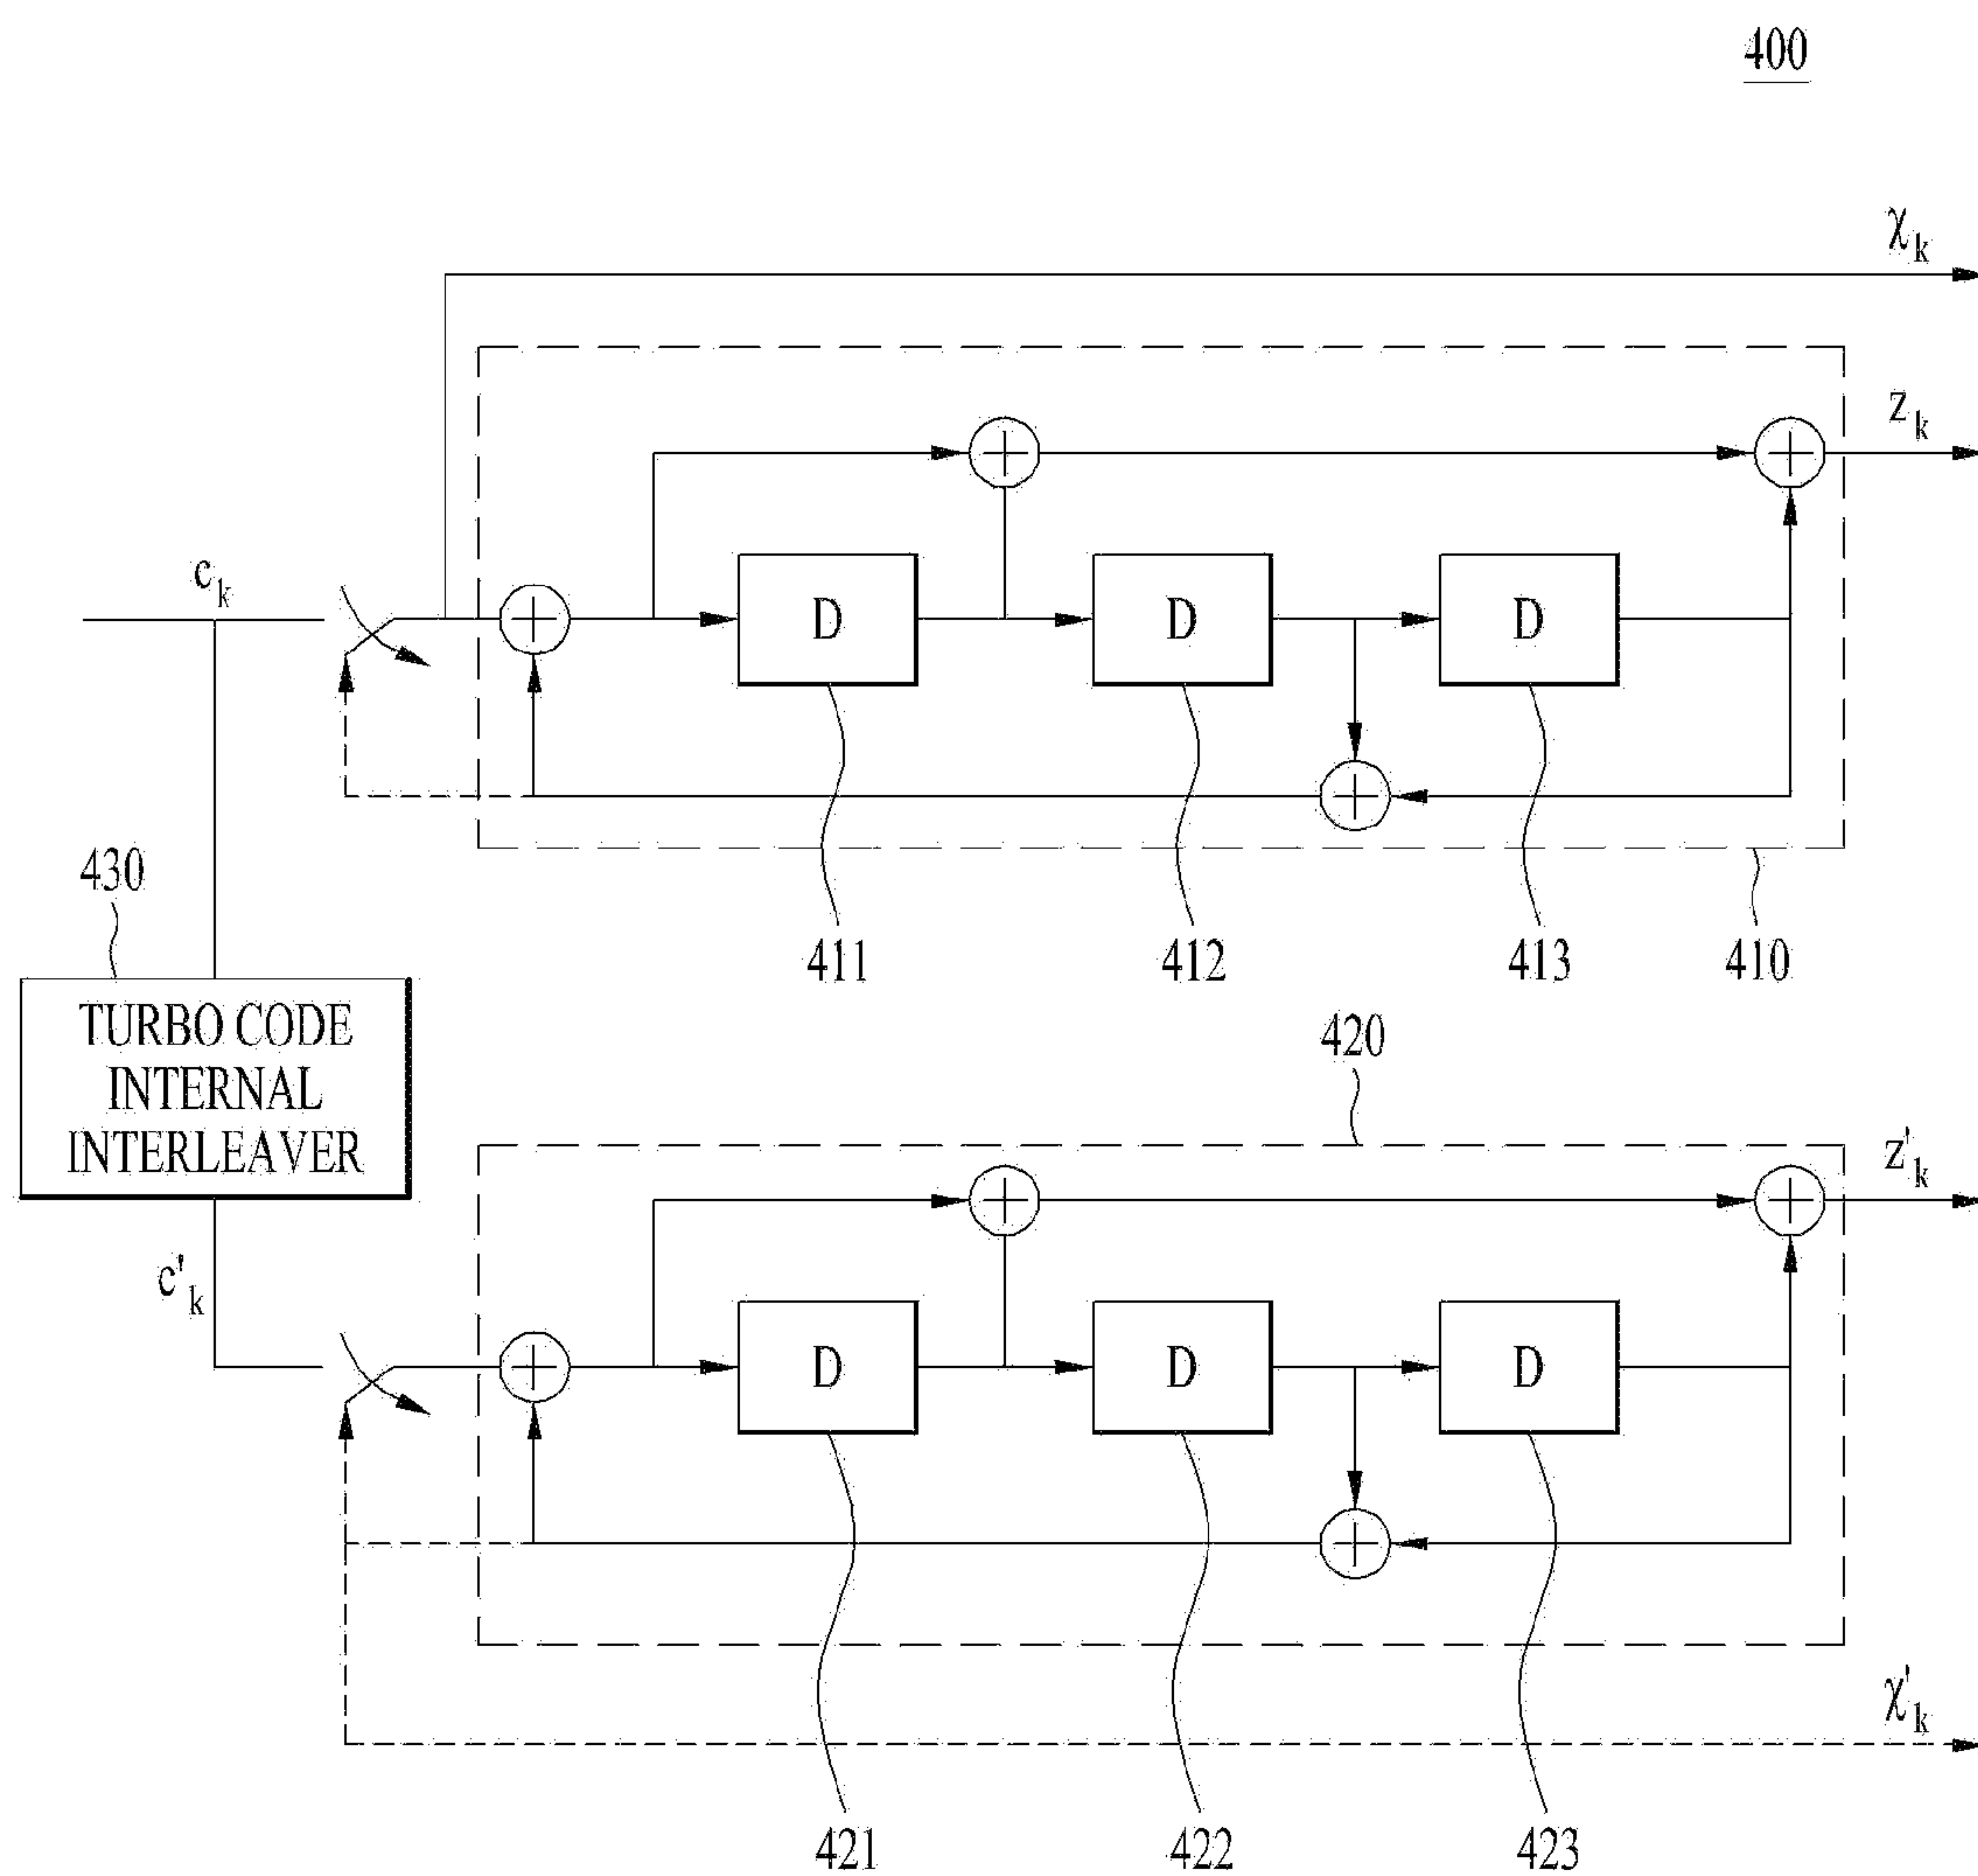 400
χk
zk
ck
D D D
430
411 412 413 410
TURBO CODE
INTERNAL
INTERLEAVER
420
z'k
c'k
D D D
χ'k
421 422 423